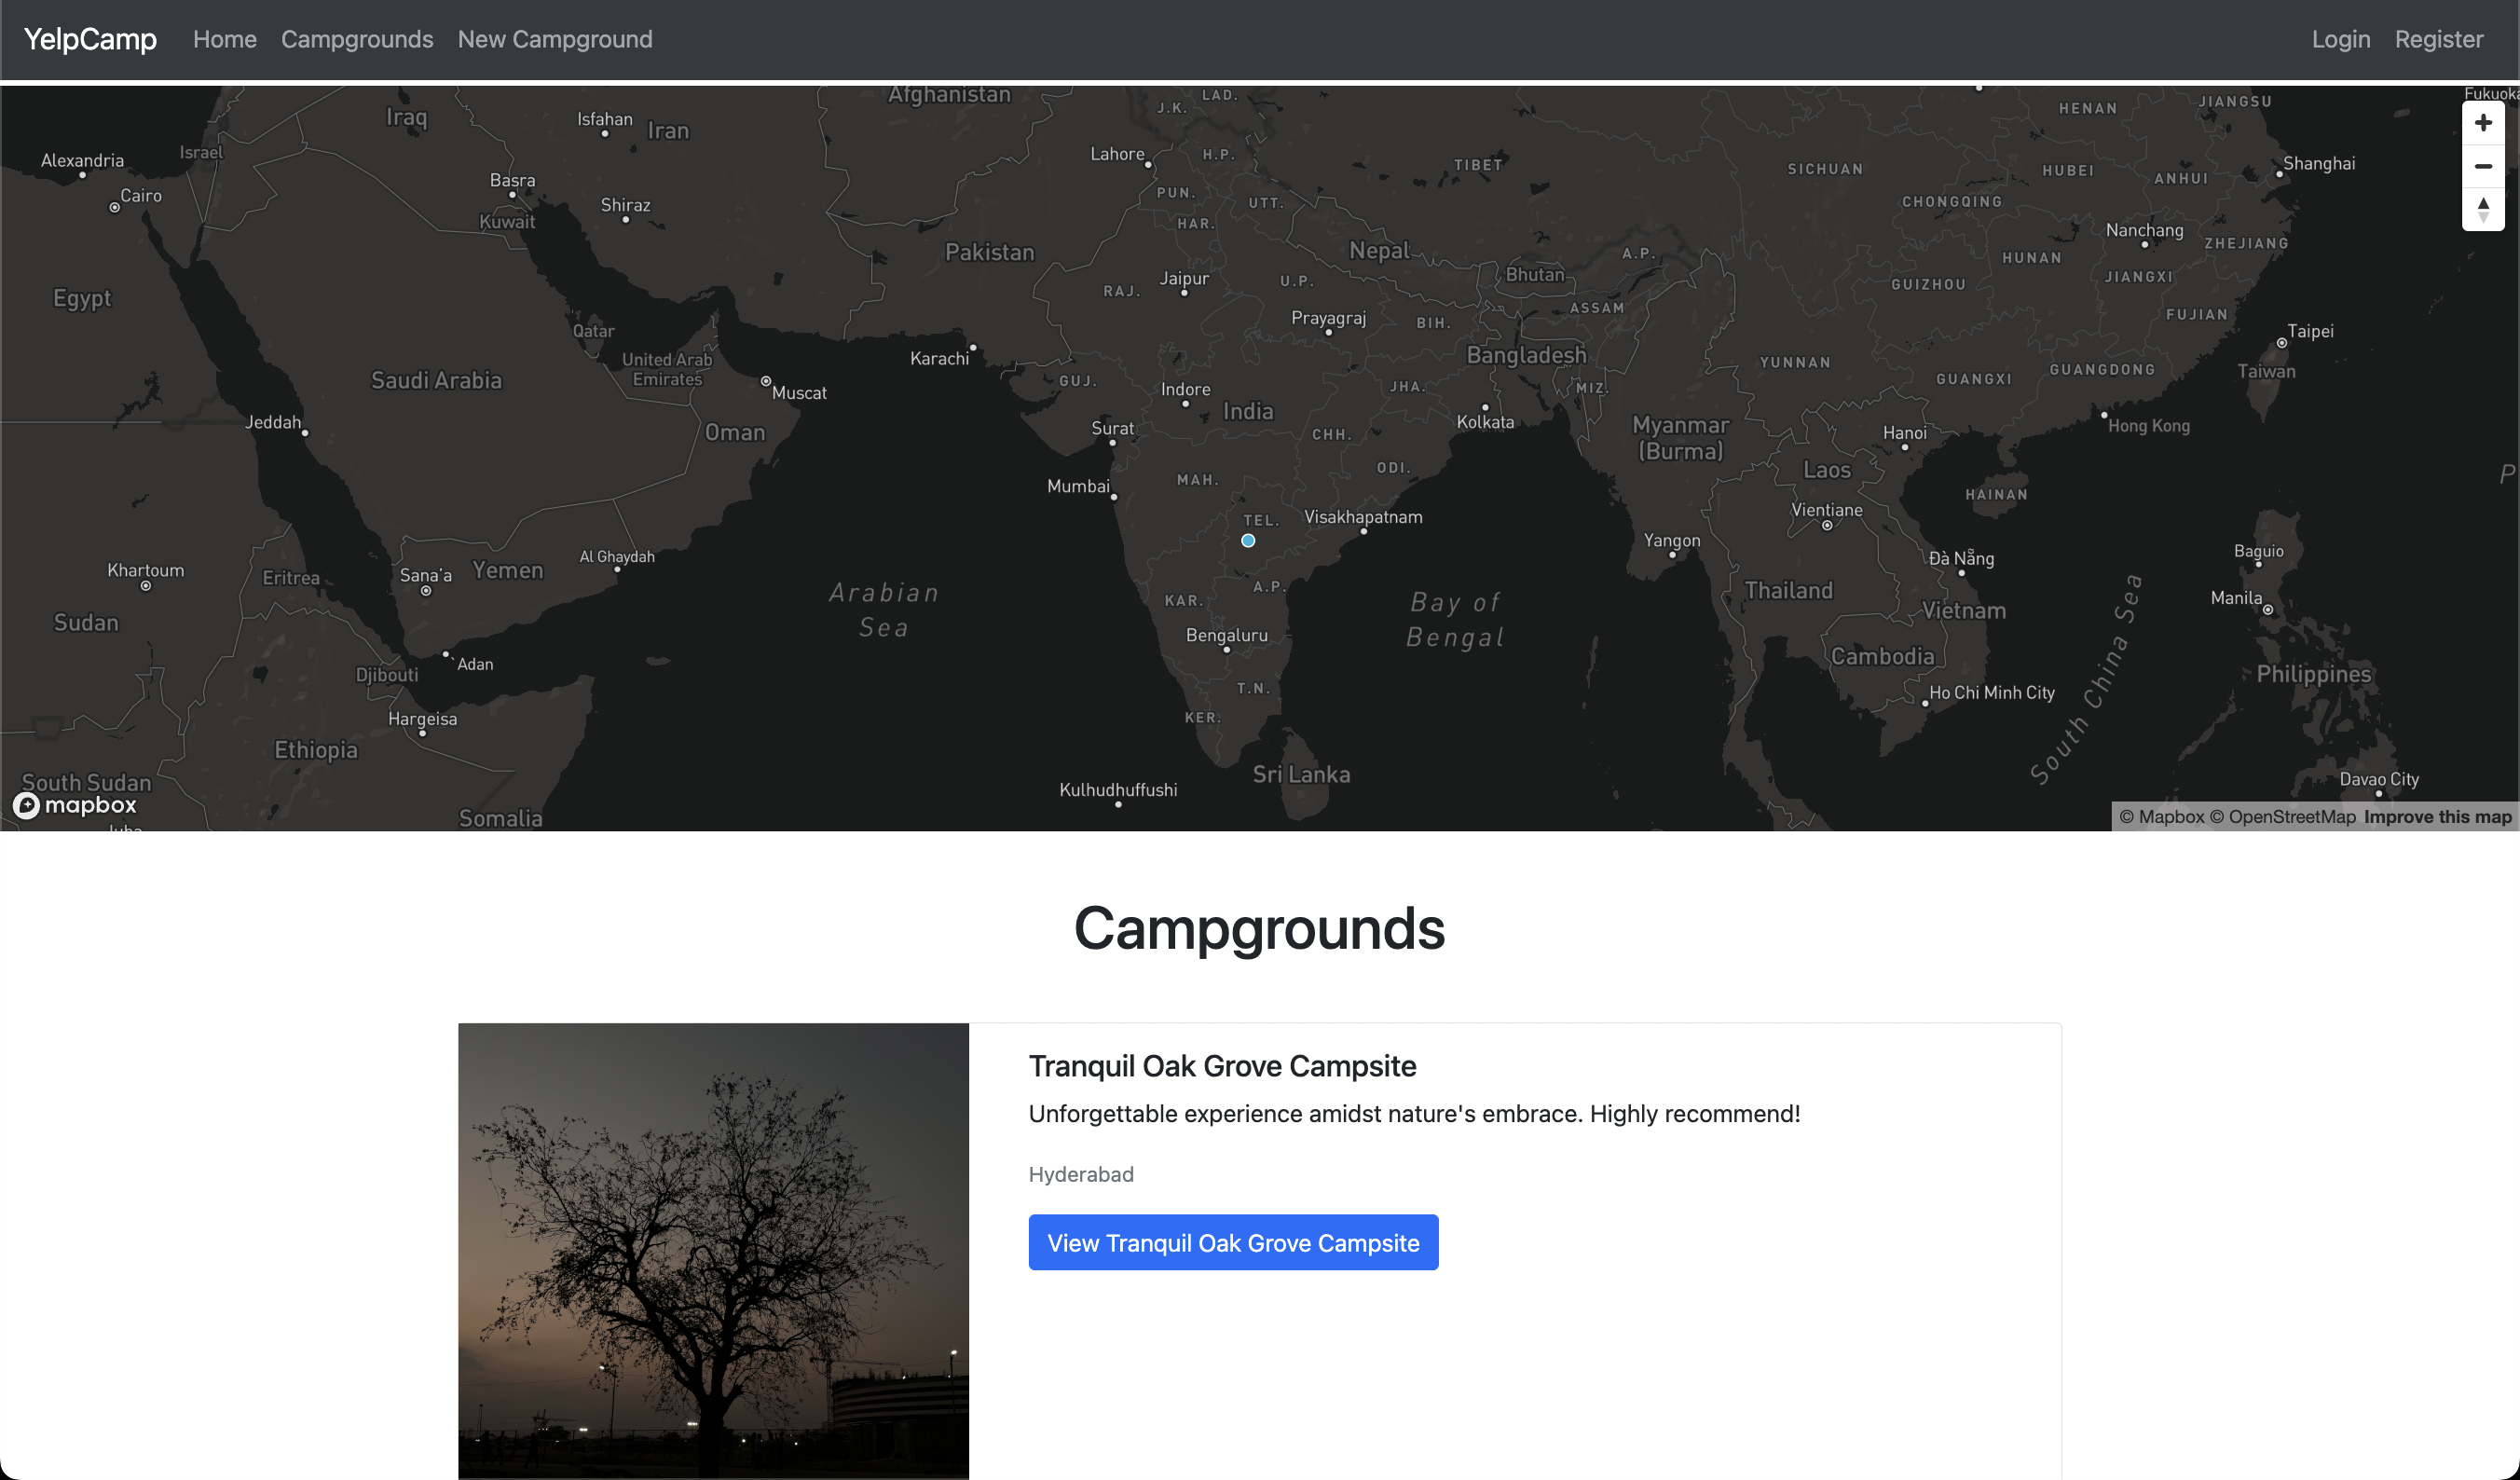 YelpCamp Home Campgrounds New Campground Login Register
Afghanistan LAD. JIANGSU
Iraq Isfahan Iran J.K. HENAN
Alexandria Israel Lahore H.P. TIBET SICHUAN HUBEI ANHUI Shanghai
Cairo Basra Shiraz PUN. UTT. CHONGQING
Kuwait HAR. Nanchang ZHEJIANG
Pakistan Nepal A.P. HUNAN
Egypt RAJ. Jaipur U.P. Bhutan GUIZHOU JIANGXI
Qatar Prayagraj BIH. ASSAM FUJIAN Taipei
United Arab
Emirates
Karachi Bangladesh YUNNAN GUANGDONG Taiwan
Saudi Arabia Muscat GUJ. Indore JHA. MIZ. GUANGXI
Jeddah Oman Surat India CHH. Kolkata Myanmar
(Burma)
Hanoi Hong Kong
Mumbai MAH. ODI. Laos HAINAN
TEL. Visakhapatnam Vientiane
Khartoum Eritrea Sana'a Yemen Al Ghaydah Yangon Đà Nẵng Baguio
Arabian
Sea
A.P. KAR. Bay of
Bengal
Thailand Vietnam Manila
Sudan Bengaluru South China Sea
Djibouti Adan T.N. Cambodia Philippines
Hargeisa KER. Ho Chi Minh City
Ethiopia Sri Lanka
South Sudan Kulhudhuffushi Davao City
mapbox Somalia © Mapbox © OpenStreetMap Improve this map
Campgrounds
Tranquil Oak Grove Campsite
Unforgettable experience amidst nature's embrace. Highly recommend!
Hyderabad
View Tranquil Oak Grove Campsite